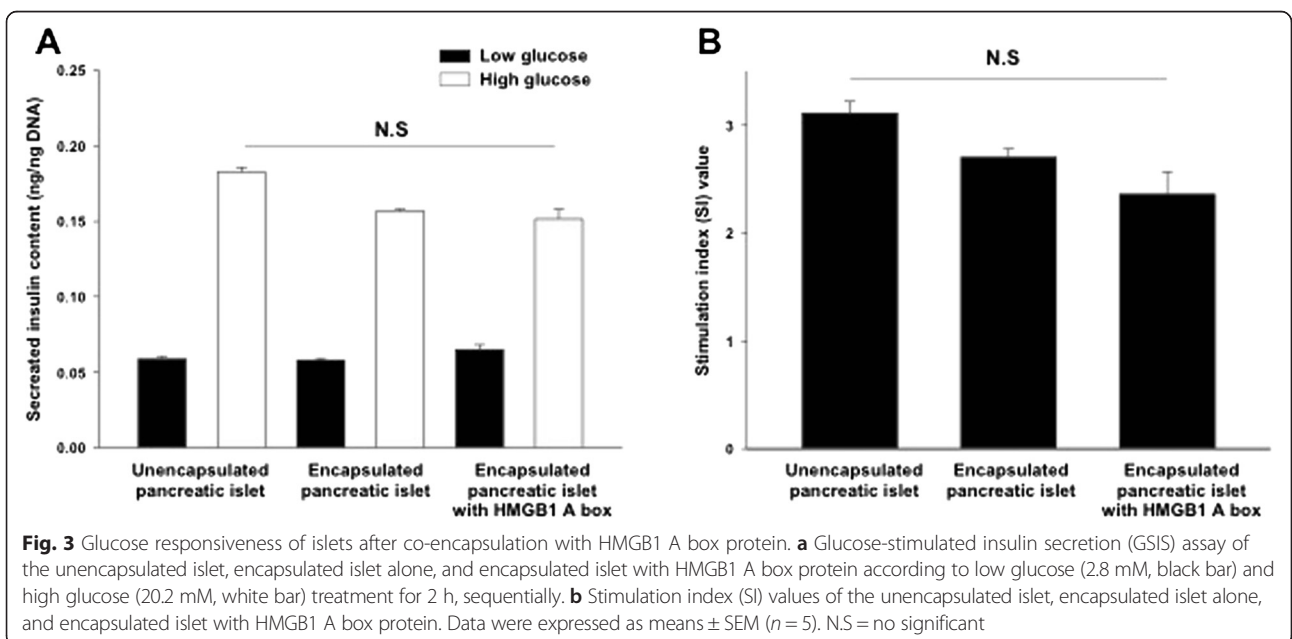 A
Low glucose
High glucose
0.25
0.20
0.15
0.10
0.05
0.00
Secreated insulin content (ng/ng DNA)
N.S
Unencapsulated
pancreatic islet
Encapsulated
pancreatic islet
Encapsulated
pancreatic islet
with HMGB1 A box
B
N.S
3
2
1
0
Stimulation index (SI) value
Unencapsulated
pancreatic islet
Encapsulated
pancreatic islet
Encapsulated
pancreatic islet
with HMGB1 A box
Fig. 3 Glucose responsiveness of islets after co-encapsulation with HMGB1 A box protein. a Glucose-stimulated insulin secretion (GSIS) assay of
the unencapsulated islet, encapsulated islet alone, and encapsulated islet with HMGB1 A box protein according to low glucose (2.8 mM, black bar) and
high glucose (20.2 mM, white bar) treatment for 2 h, sequentially. b Stimulation index (SI) values of the unencapsulated islet, encapsulated islet alone,
and encapsulated islet with HMGB1 A box protein. Data were expressed as means ± SEM (n = 5). N.S = no significant